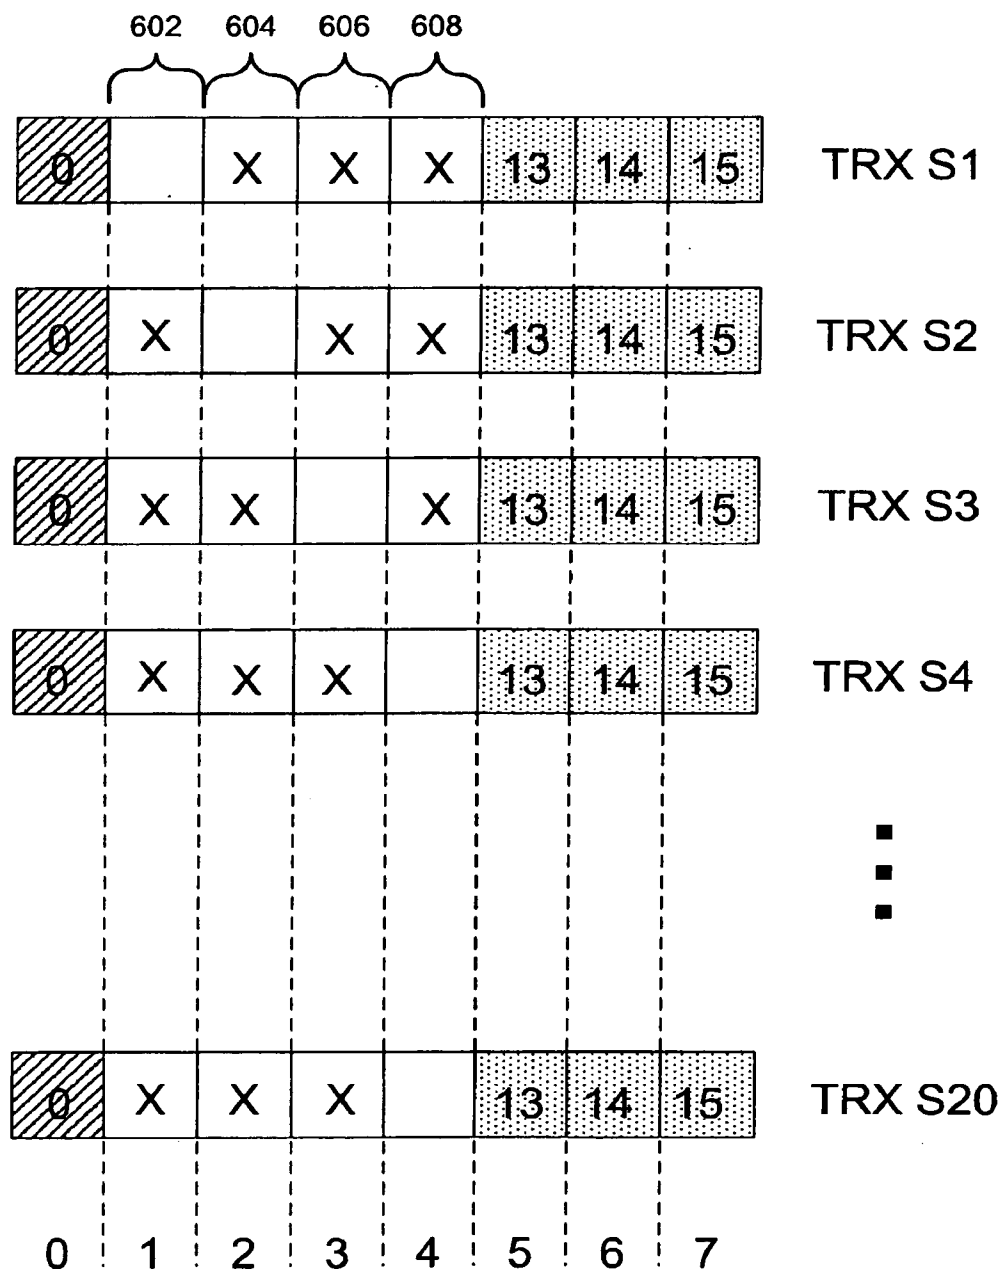 602 604 606 608
0 X X X 13 14 15 TRX S1
0 X X X 13 14 15 TRX S2
0 X X X 13 14 15 TRX S3
0 X X X 13 14 15 TRX S4
0 X X X 13 14 15 TRX S20
0 1 2 3 4 5 6 7